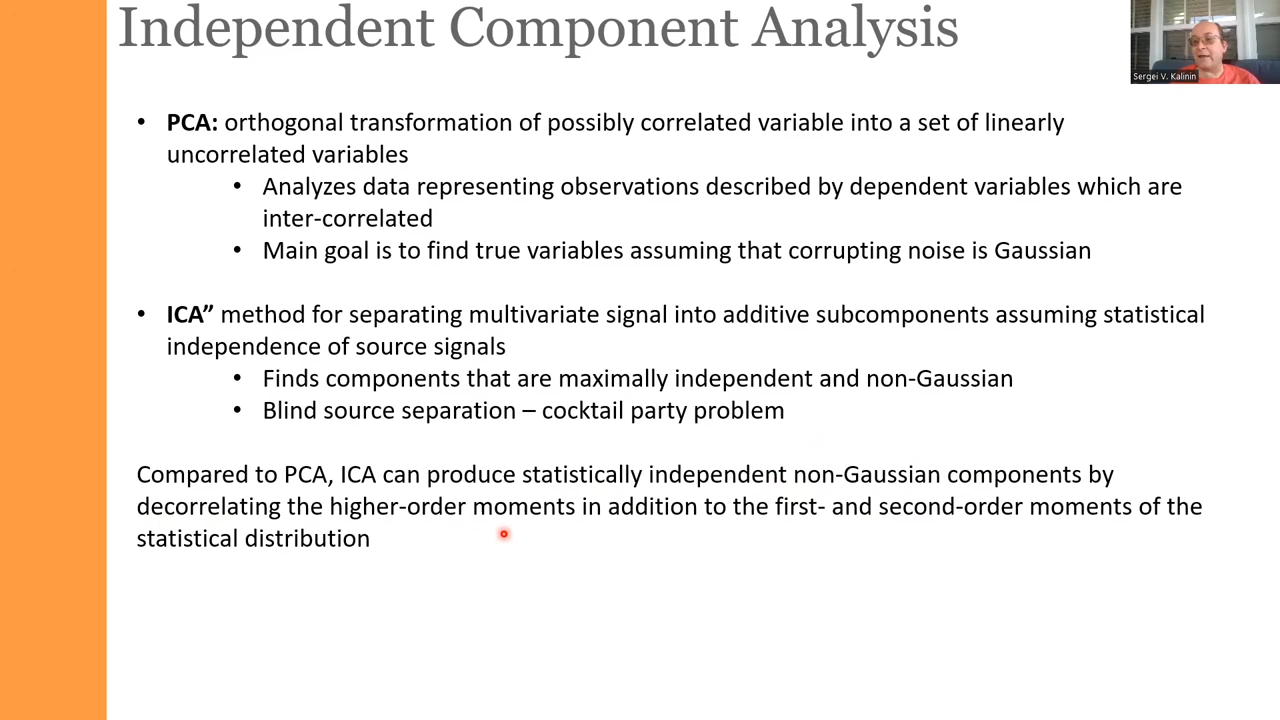 Independent Component Analysis
Sergei V. Kalinin
• PCA: orthogonal transformation of possibly correlated variable into a set of linearly
uncorrelated variables
• Analyzes data representing observations described by dependent variables which are
inter-correlated
• Main goal is to find true variables assuming that corrupting noise is Gaussian
• ICA” method for separating multivariate signal into additive subcomponents assuming statistical
independence of source signals
• Finds components that are maximally independent and non-Gaussian
• Blind source separation – cocktail party problem
Compared to PCA, ICA can produce statistically independent non-Gaussian components by
decorrelating the higher-order moments in addition to the first- and second-order moments of the
statistical distribution